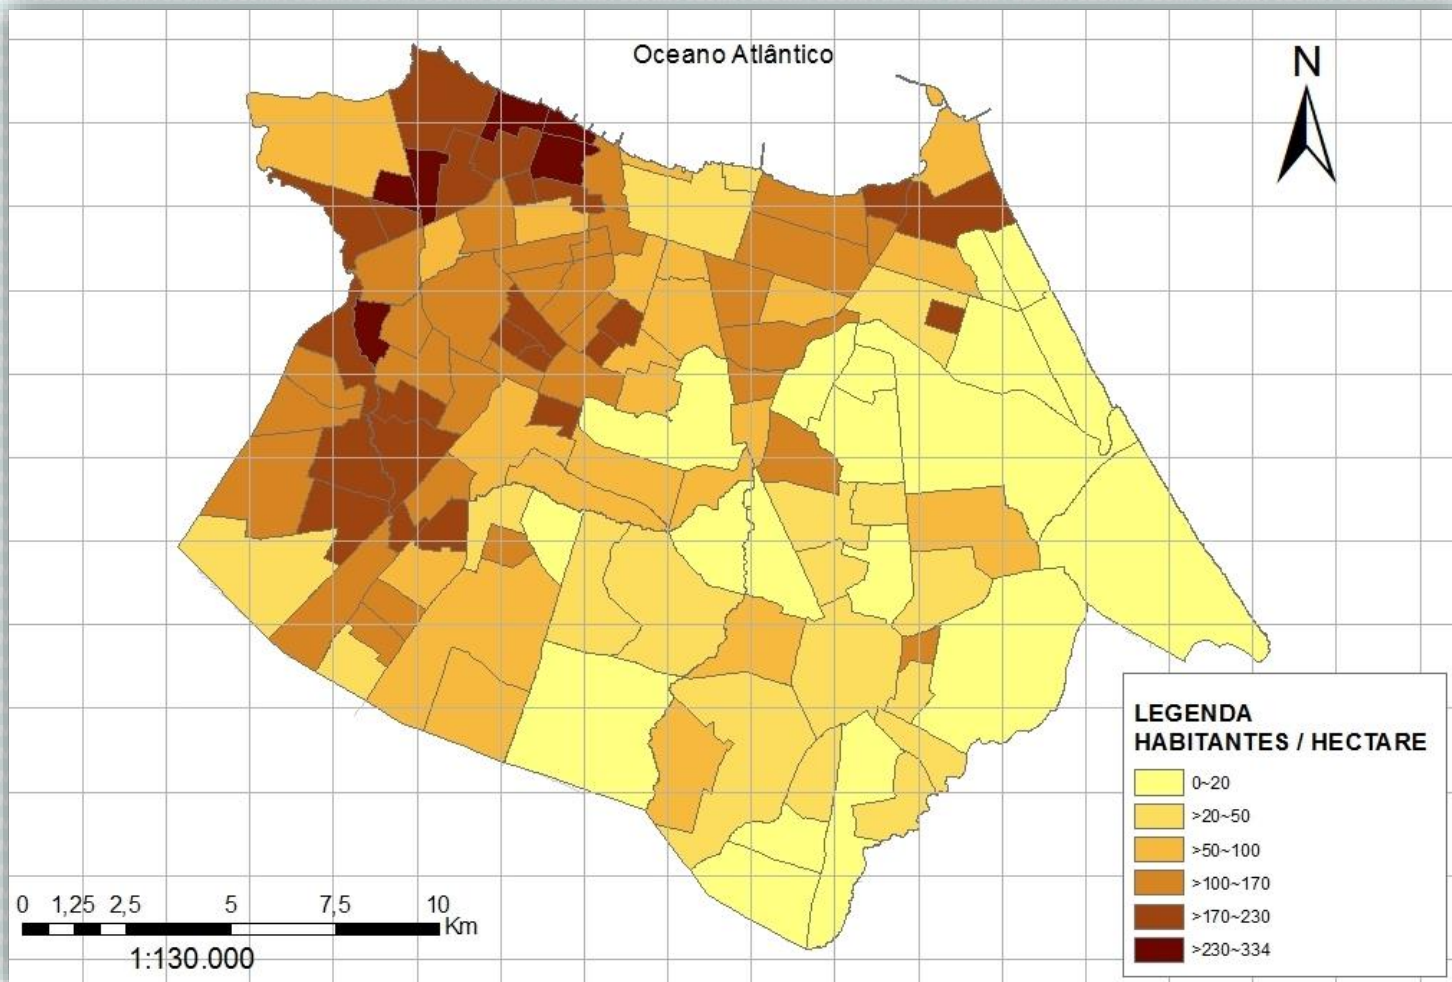 Oceano Atlântico
N
LEGENDA
HABITANTES / HECTARE
0~20
>20~50
>50~100
>100~170
>170~230
>230~334
0 1,25 2,5 5 7,5 10
Km
1:130.000